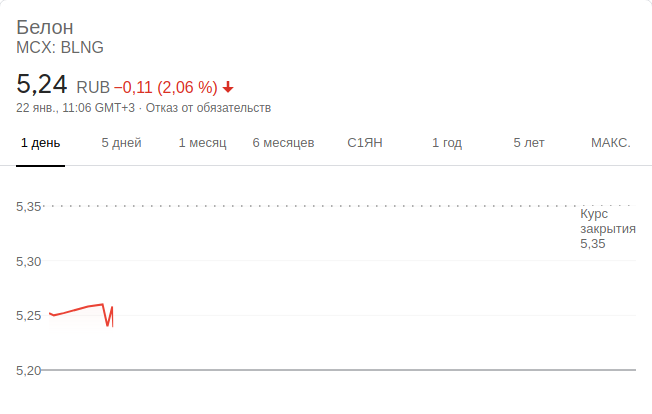 Белон
MCX: BLNG
5,24 RUB −0,11 (2,06 %)
22 янв., 11:06 GMT+3 · Отказ от обязательств
1 день 5 дней 1 месяц 6 месяцев С1ЯН 1 год 5 лет МАКС.
5,35
Курс
закрытия
5,35
5,30
5,25
5,20